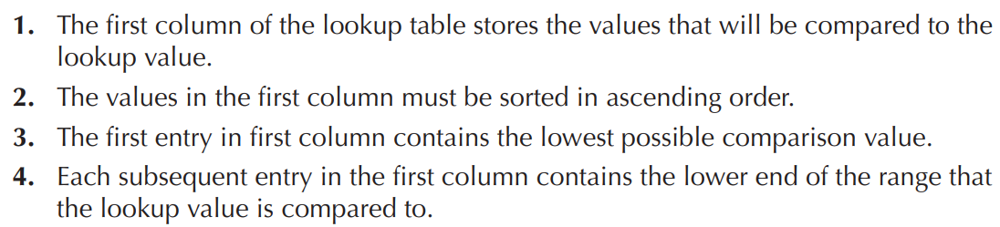 1. The first column of the lookup table stores the values that will be compared to the
lookup value.
2. The values in the first column must be sorted in ascending order.
3. The first entry in first column contains the lowest possible comparison value.
4. Each subsequent entry in the first column contains the lower end of the range that
the lookup value is compared to.